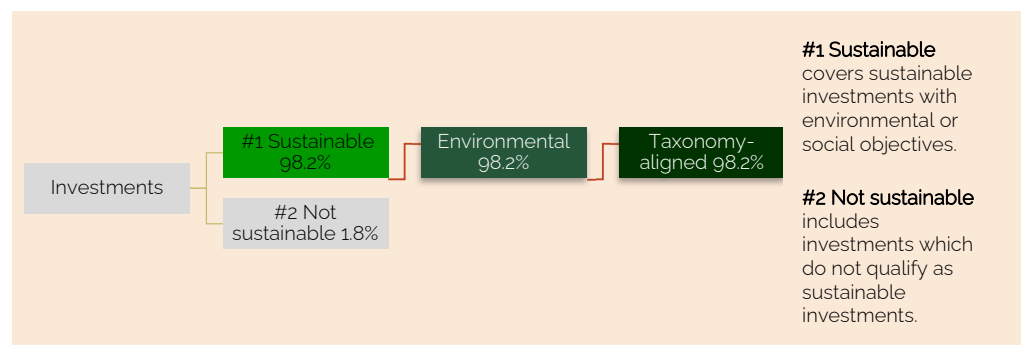 Investments
#1 Sustainable
98.2%
#2 Not
sustainable 1.8%
Environmental
98.2%
Taxonomy-
aligned 98.2%
#1 Sustainable
covers sustainable
investments with
environmental or
social objectives.
#2 Not sustainable
includes
investments which
do not qualify as
sustainable
investments.